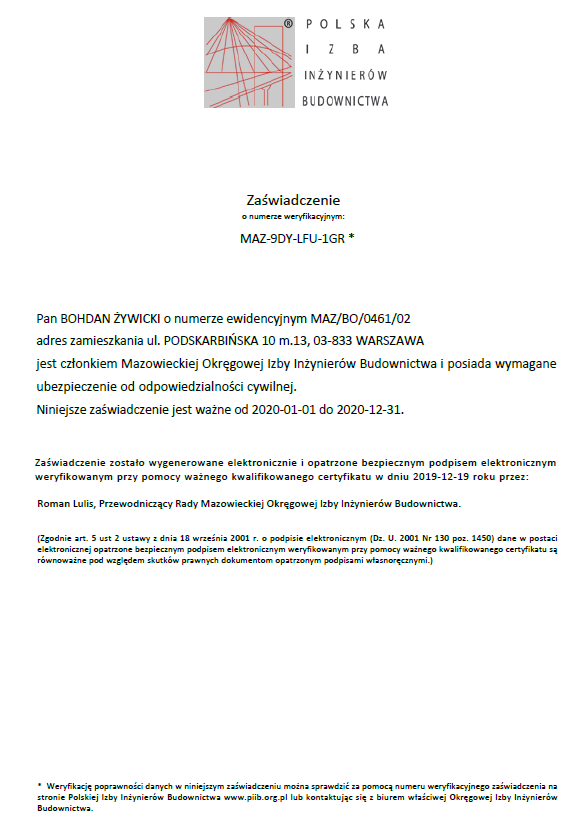 ®
POLSKA
IZBA
INŻYNIERÓW
BUDOWNICTWA
Zaświadczenie
o numerze weryfikacyjnym:
MAZ-9DY-LFU-1GR *
Pan BOHDAN ŻYWICKI o numerze ewidencyjnym MAZ/BO/0461/02
adres zamieszkania ul. PODSKARBIŃSKA 10 m.13, 03-833 WARSZAWA
jest członkiem Mazowieckiej Okręgowej Izby Inżynierów Budownictwa i posiada wymagane
ubezpieczenie od odpowiedzialności cywilnej.
Niniejsze zaświadczenie jest ważne od 2020-01-01 do 2020-12-31.
Zaświadczenie zostało wygenerowane elektronicznie i opatrzone bezpiecznym podpisem elektronicznym
weryfikowanym przy pomocy ważnego kwalifikowanego certyfikatu w dniu 2019-12-19 roku przez:
Roman Lulis, Przewodniczący Rady Mazowieckiej Okręgowej Izby Inżynierów Budownictwa.
(Zgodnie art. 5 ust 2 ustawy z dnia 18 września 2001 r. o podpisie elektronicznym (Dz. U. 2001 Nr 130 poz. 1450) dane w postaci
elektronicznej opatrzone bezpiecznym podpisem elektronicznym weryfikowanym przy pomocy ważnego kwalifikowanego certyfikatu są
równoważne pod względem skutków prawnych dokumentom opatrzonym podpisami własnoręcznymi.)
* Weryfikację poprawności danych w niniejszym zaświadczeniu można sprawdzić za pomocą numeru weryfikacyjnego zaświadczenia na
stronie Polskiej Izby Inżynierów Budownictwa www.piib.org.pl lub kontaktując się z biurem właściwej Okręgowej Izby Inżynierów
Budownictwa.